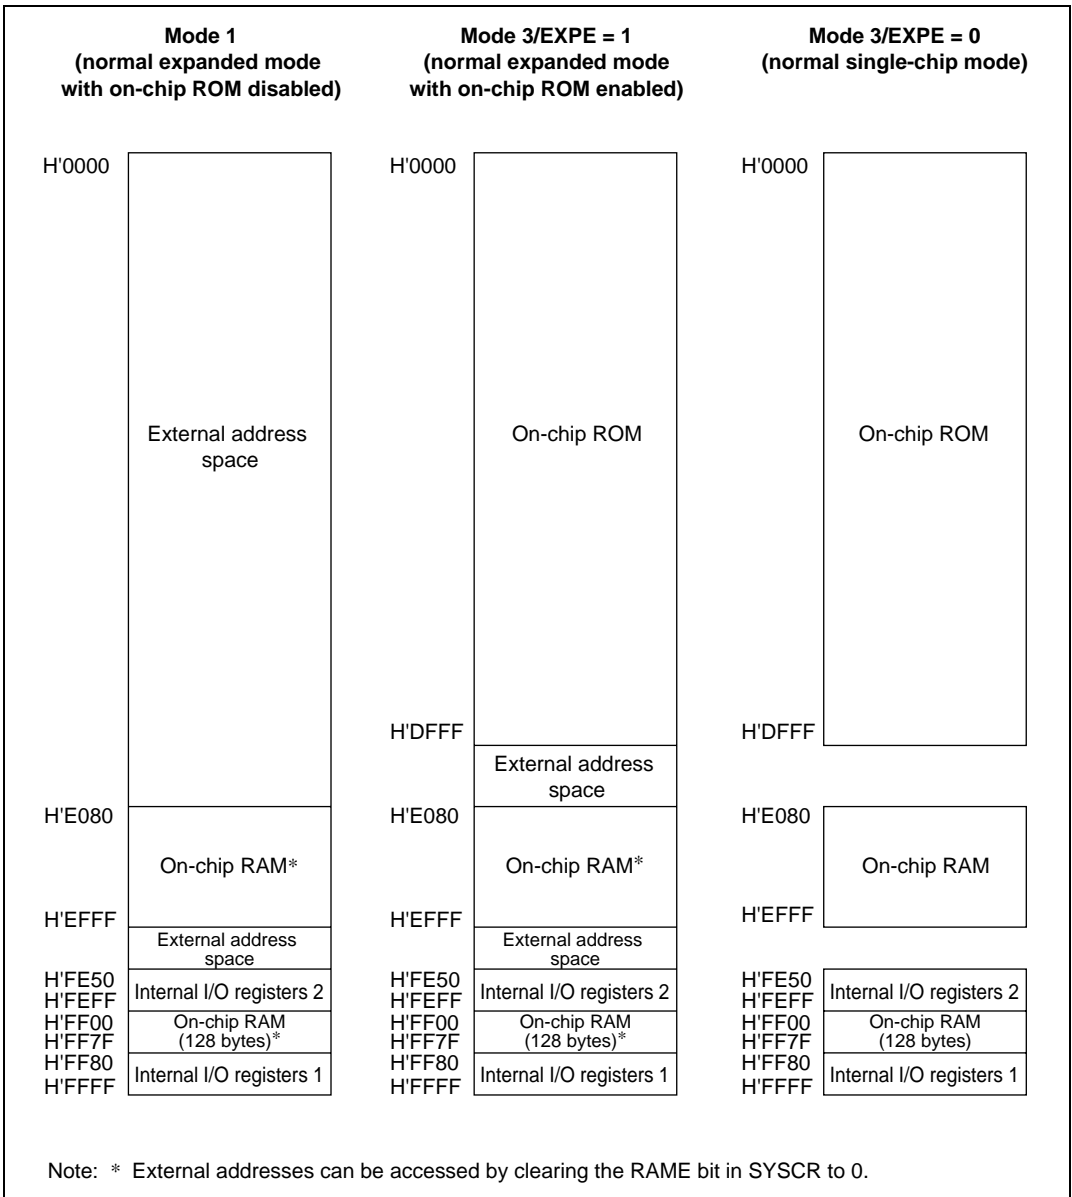 Mode 1
(normal expanded mode
with on-chip ROM disabled)
H'0000
External address
space
H'E080
On-chip RAM*
H'EFFF
External address
space
H'FE50
H'FEFF
Internal I/O registers 2
H'FF00
H'FF7F
On-chip RAM
(128 bytes)*
H'FF80
H'FFFF
Internal I/O registers 1
Mode 3/EXPE = 1
(normal expanded mode
with on-chip ROM enabled)
H'0000
On-chip ROM
H'DFFF
External address
space
H'E080
On-chip RAM*
H'EFFF
External address
space
H'FE50
H'FEFF
Internal I/O registers 2
H'FF00
H'FF7F
On-chip RAM
(128 bytes)*
H'FF80
H'FFFF
Internal I/O registers 1
Mode 3/EXPE = 0
(normal single-chip mode)
H'0000
On-chip ROM
H'DFFF
H'E080
On-chip RAM
H'EFFF
H'FE50
H'FEFF
Internal I/O registers 2
H'FF00
H'FF7F
On-chip RAM
(128 bytes)
H'FF80
H'FFFF
Internal I/O registers 1
Note: * External addresses can be accessed by clearing the RAME bit in SYSCR to 0.